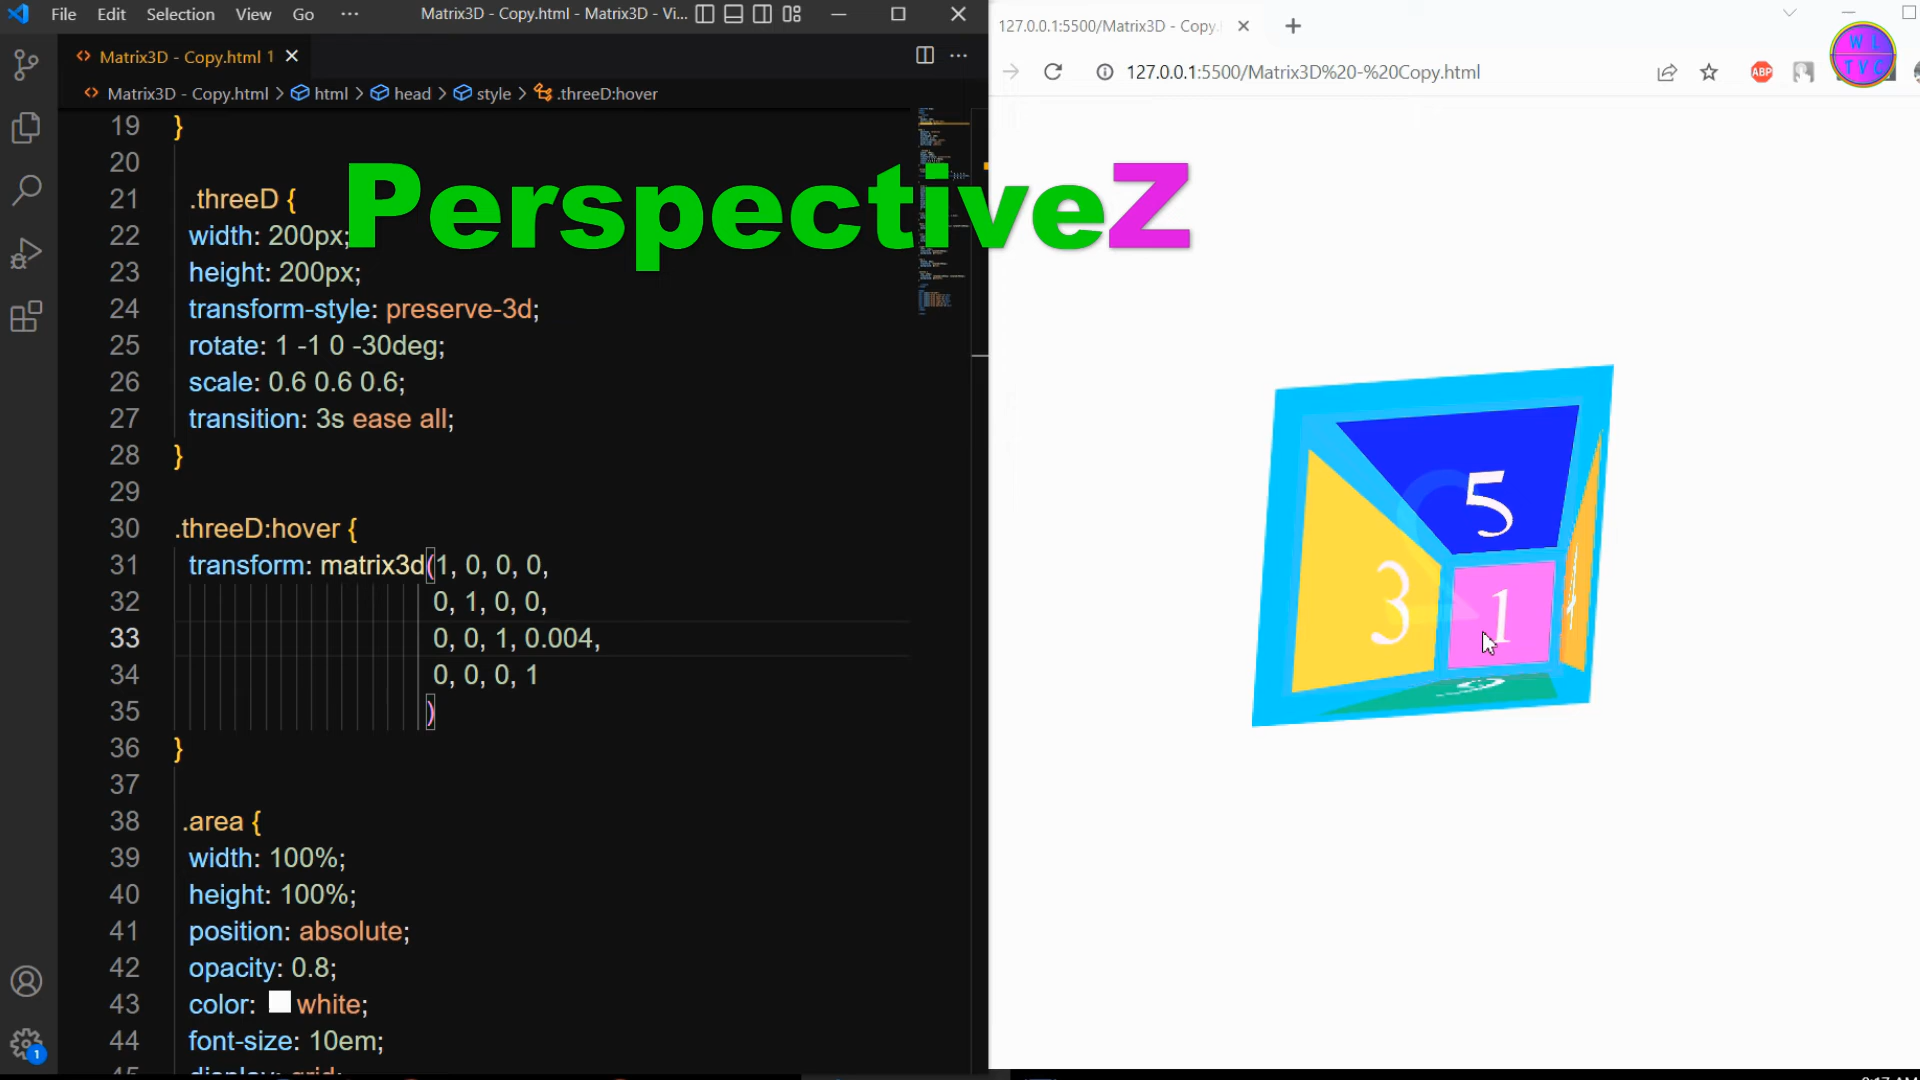 File Edit Selection View Go ··· Matrix3D - Copy.html - Matrix3D - Vi...
Matrix3D - Copy.html 1
Matrix3D - Copy.html > html > head > style > .threeD:hover
19 }
20
21 .threeD {
22 width: 200px;
23 height: 200px;
24 transform-style: preserve-3d;
25 rotate: 1 -1 0 -30deg;
26 scale: 0.6 0.6 0.6;
27 transition: 3s ease all;
28 }
29
30 .threeD:hover {
31 transform: matrix3d(1, 0, 0, 0,
32 0, 1, 0, 0,
33 0, 0, 1, 0.004,
34 0, 0, 0, 1
35 )
36 }
37
38 .area {
39 width: 100%;
40 height: 100%;
41 position: absolute;
42 opacity: 0.8;
43 color: white;
44 font-size: 10em;
1
PerspectiveZ
127.0.0.1:5500/Matrix3D - Copy.
127.0.0.1:5500/Matrix3D%20-%20Copy.html
ABP
W L
T V C
5
3
1